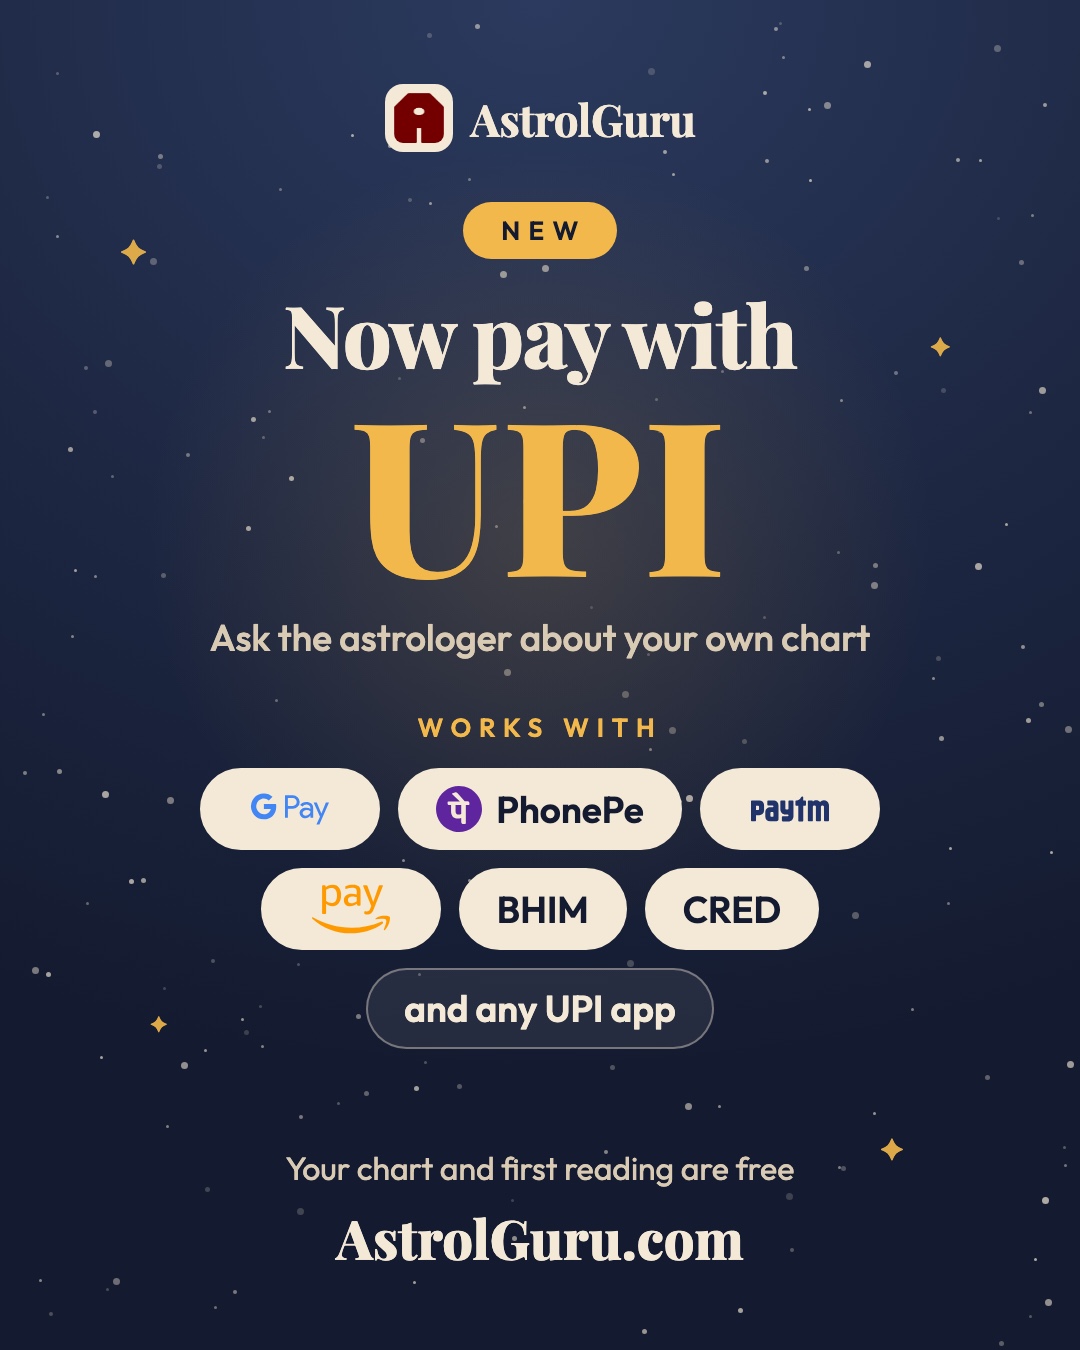 AstrolGuru
NEW
Now pay with
UPI
Ask the astrologer about your own chart
WORKS WITH
G Pay
पे PhonePe
paytm
pay
BHIM
CRED
and any UPI app
Your chart and first reading are free
AstrolGuru.com